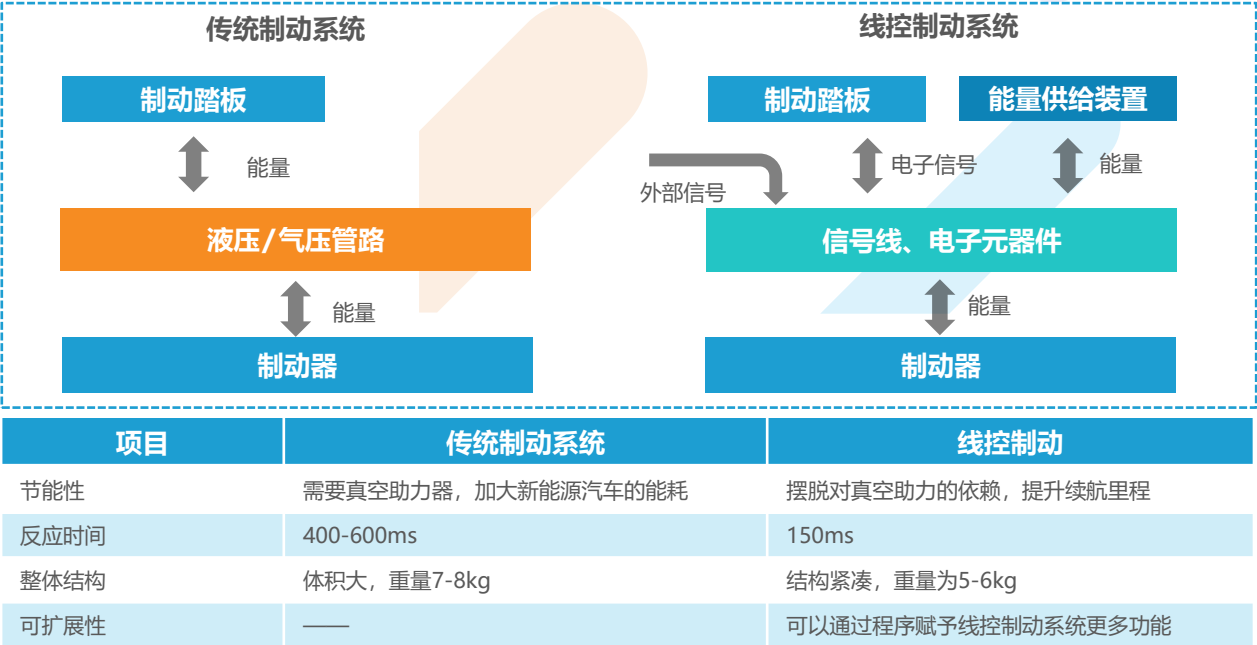 传统制动系统
制动踏板
能量
液压/气压管路
能量
制动器
线控制动系统
制动踏板
能量供给装置
外部信号
电子信号
能量
信号线、电子元器件
能量
制动器
项目 传统制动系统 线控制动
节能性 需要真空助力器，加大新能源汽车的能耗 摆脱对真空助力的依赖，提升续航里程
反应时间 400-600ms 150ms
整体结构 体积大，重量7-8kg 结构紧凑，重量为5-6kg
可扩展性 —— 可以通过程序赋予线控制动系统更多功能